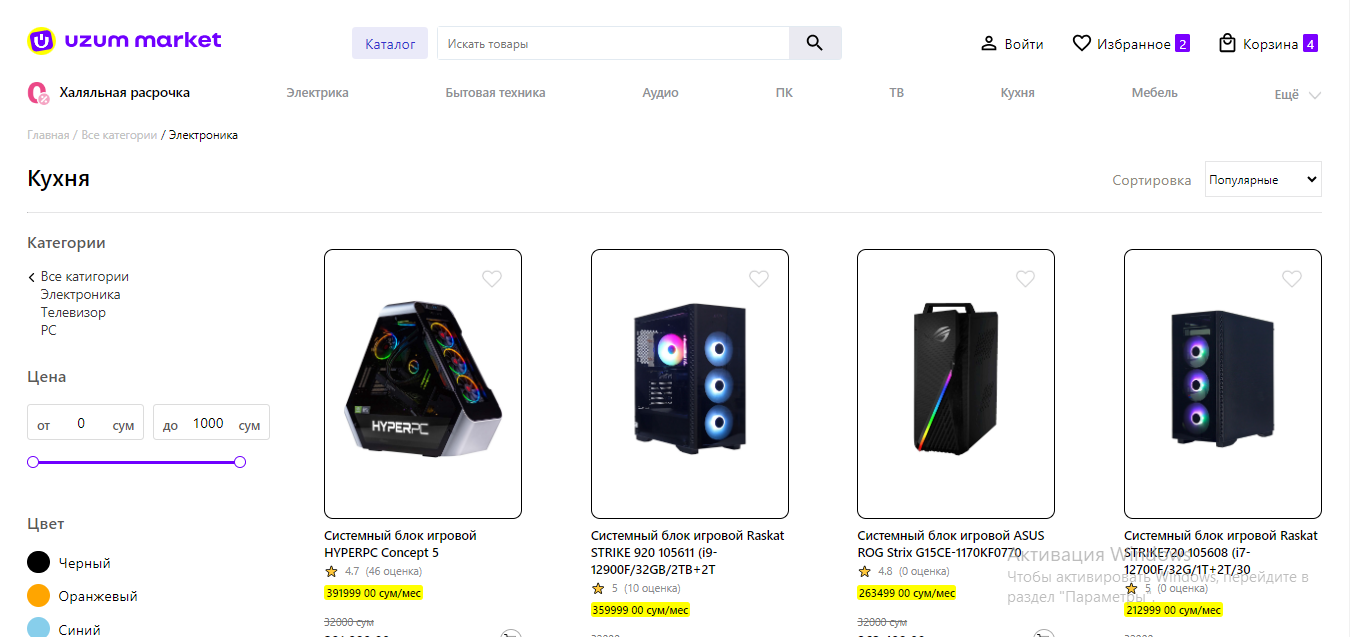 uzum market
Каталог
Искать товары
Войти
Избранное 2
Корзина 4
Халяльная расрочка
Электрика
Бытовая техника
Аудио
ПК
ТВ
Кухня
Мебель
Ещё
Главная / Все категории / Электроника
Кухня
Сортировка
Популярные
Категории
Все катигории
Электроника
Телевизор
PC
Цена
от 0 сум
до 1000 сум
Цвет
Черный
Оранжевый
Синий
HYPERPC
Системный блок игровой
HYPERPC Concept 5
4.7 (46 оценка)
391999 00 сум/мес
32000 сум
Системный блок игровой Raskat
STRIKE 920 105611 (i9-
12900F/32GB/2TB+2T
5 (10 оценка)
359999 00 сум/мес
Системный блок игровой ASUS
ROG Strix G15CE-1170KF0770
4.8 (0 оценка)
263499 00 сум/мес
32000 сум
Системный блок игровой Raskat
STRIKE720 105608 (i7-
12700F/32G/1T+2T/30
5 (0 оценка)
212999 00 сум/мес
Активация Windows
Чтобы активировать Windows, перейдите в
раздел "Параметры".